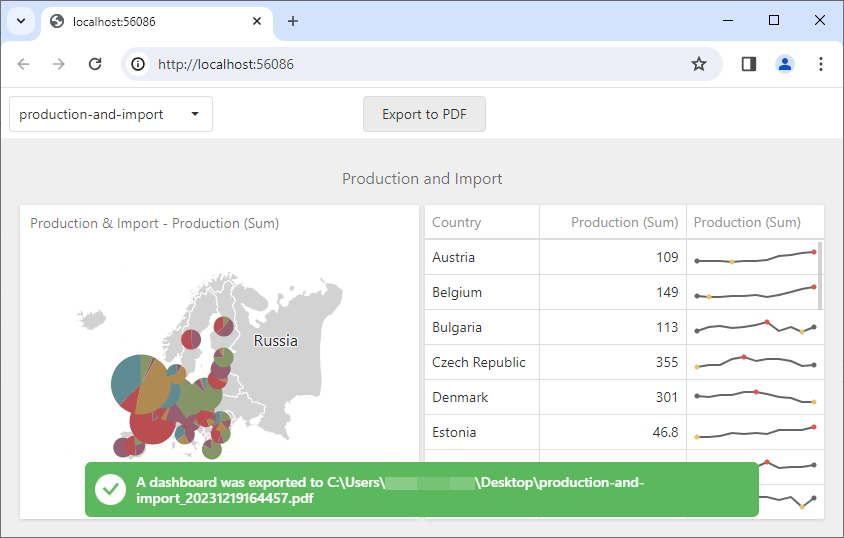 localhost:56086
http://localhost:56086
production-and-import
Export to PDF
Production and Import
Production & Import - Production (Sum)
Russia
Country Production (Sum) Production (Sum)
Austria 109
Belgium 149
Bulgaria 113
Czech Republic 355
Denmark 301
Estonia 46.8
A dashboard was exported to C:\Users\ \Desktop\production-and-
import_20231219164457.pdf